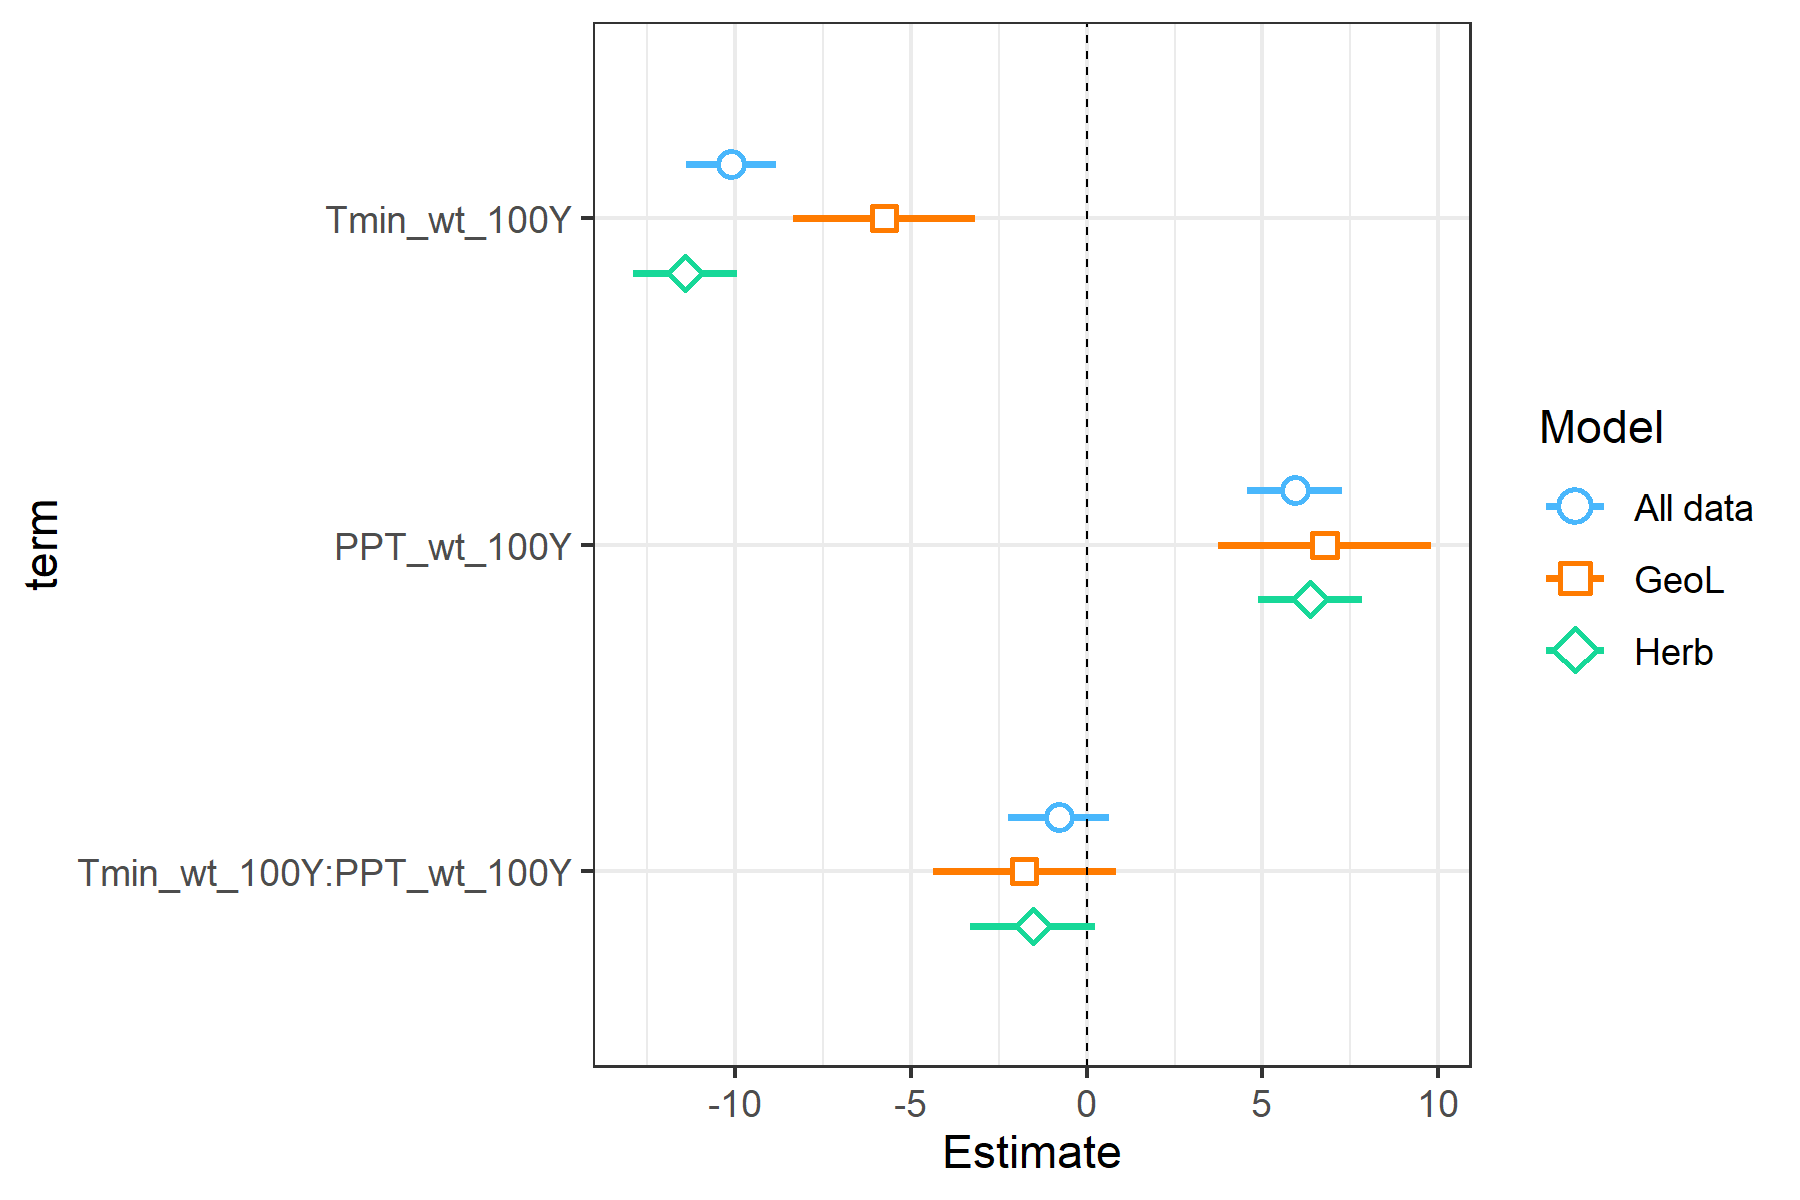 term
Tmin_wt_100Y
PPT_wt_100Y
Tmin_wt_100Y:PPT_wt_100Y
-10 -5 0 5 10
Estimate
Model
All data
GeoL
Herb